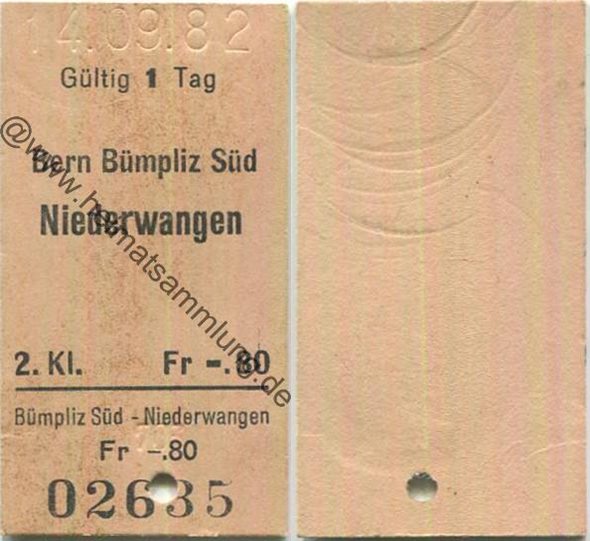 14.09.82
Gültig 1 Tag
Bern Bümpliz Süd
Niederwangen
2. Kl. Fr -.80
Bümpliz Süd - Niederwangen
Fr -.80
02635
@www.heimatsammlung.de